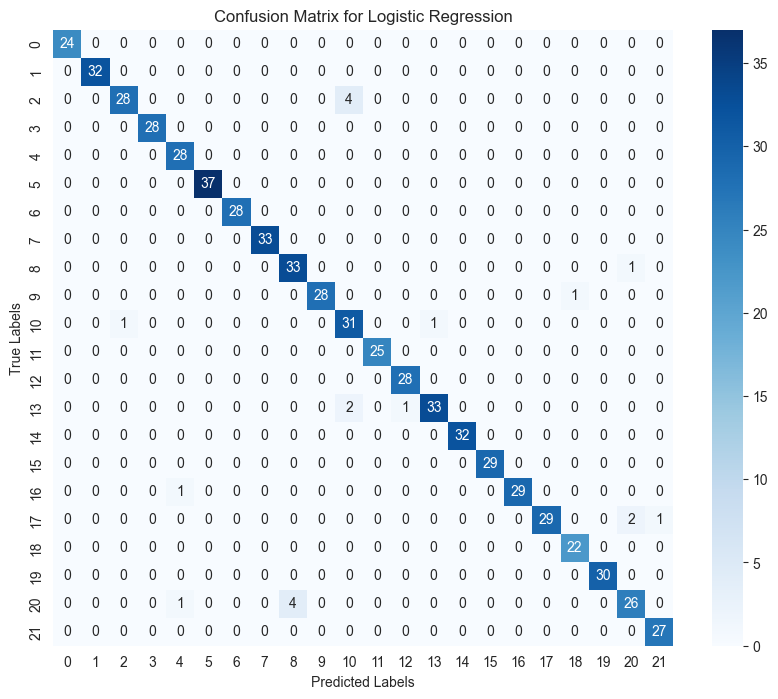 Confusion Matrix for Logistic Regression
0 24 0 0 0 0 0 0 0 0 0 0 0 0 0 0 0 0 0 0 0 0 0
1 0 32 0 0 0 0 0 0 0 0 0 0 0 0 0 0 0 0 0 0 0 0
2 0 0 28 0 0 0 0 0 0 0 4 0 0 0 0 0 0 0 0 0 0 0
3 0 0 0 28 0 0 0 0 0 0 0 0 0 0 0 0 0 0 0 0 0 0
4 0 0 0 0 28 0 0 0 0 0 0 0 0 0 0 0 0 0 0 0 0 0
5 0 0 0 0 0 37 0 0 0 0 0 0 0 0 0 0 0 0 0 0 0 0
6 0 0 0 0 0 0 28 0 0 0 0 0 0 0 0 0 0 0 0 0 0 0
7 0 0 0 0 0 0 0 33 0 0 0 0 0 0 0 0 0 0 0 0 0 0
8 0 0 0 0 0 0 0 0 33 0 0 0 0 0 0 0 0 0 0 0 1 0
9 0 0 0 0 0 0 0 0 0 28 0 0 0 0 0 0 0 0 1 0 0 0
10 0 0 1 0 0 0 0 0 0 0 31 0 0 1 0 0 0 0 0 0 0 0
11 0 0 0 0 0 0 0 0 0 0 0 25 0 0 0 0 0 0 0 0 0 0
12 0 0 0 0 0 0 0 0 0 0 0 0 28 0 0 0 0 0 0 0 0 0
13 0 0 0 0 0 0 0 0 0 0 2 0 1 33 0 0 0 0 0 0 0 0
14 0 0 0 0 0 0 0 0 0 0 0 0 0 0 32 0 0 0 0 0 0 0
15 0 0 0 0 0 0 0 0 0 0 0 0 0 0 0 29 0 0 0 0 0 0
16 0 0 0 0 1 0 0 0 0 0 0 0 0 0 0 0 29 0 0 0 0 0
17 0 0 0 0 0 0 0 0 0 0 0 0 0 0 0 0 0 29 0 0 2 1
18 0 0 0 0 0 0 0 0 0 0 0 0 0 0 0 0 0 0 22 0 0 0
19 0 0 0 0 0 0 0 0 0 0 0 0 0 0 0 0 0 0 0 30 0 0
20 0 0 0 0 1 0 0 0 4 0 0 0 0 0 0 0 0 0 0 0 26 0
21 0 0 0 0 0 0 0 0 0 0 0 0 0 0 0 0 0 0 0 0 0 27
0 1 2 3 4 5 6 7 8 9 10 11 12 13 14 15 16 17 18 19 20 21
Predicted Labels
True Labels
35
30
25
20
15
10
5
0